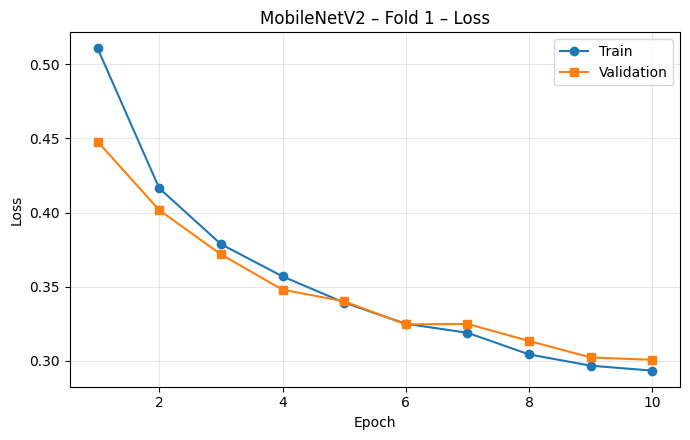 MobileNetV2 – Fold 1 – Loss
Train
Validation
0.50
0.45
0.40
0.35
0.30
Loss
2
4
6
8
10
Epoch